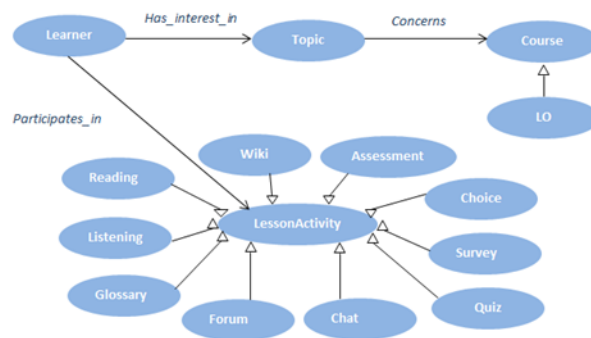 Has_interest_in
Concerns
Learner
Topic
Course
Participates_in
LO
Wiki
Assessment
Reading
Choice
LessonActivity
Listening
Survey
Glossary
Quiz
Forum
Chat